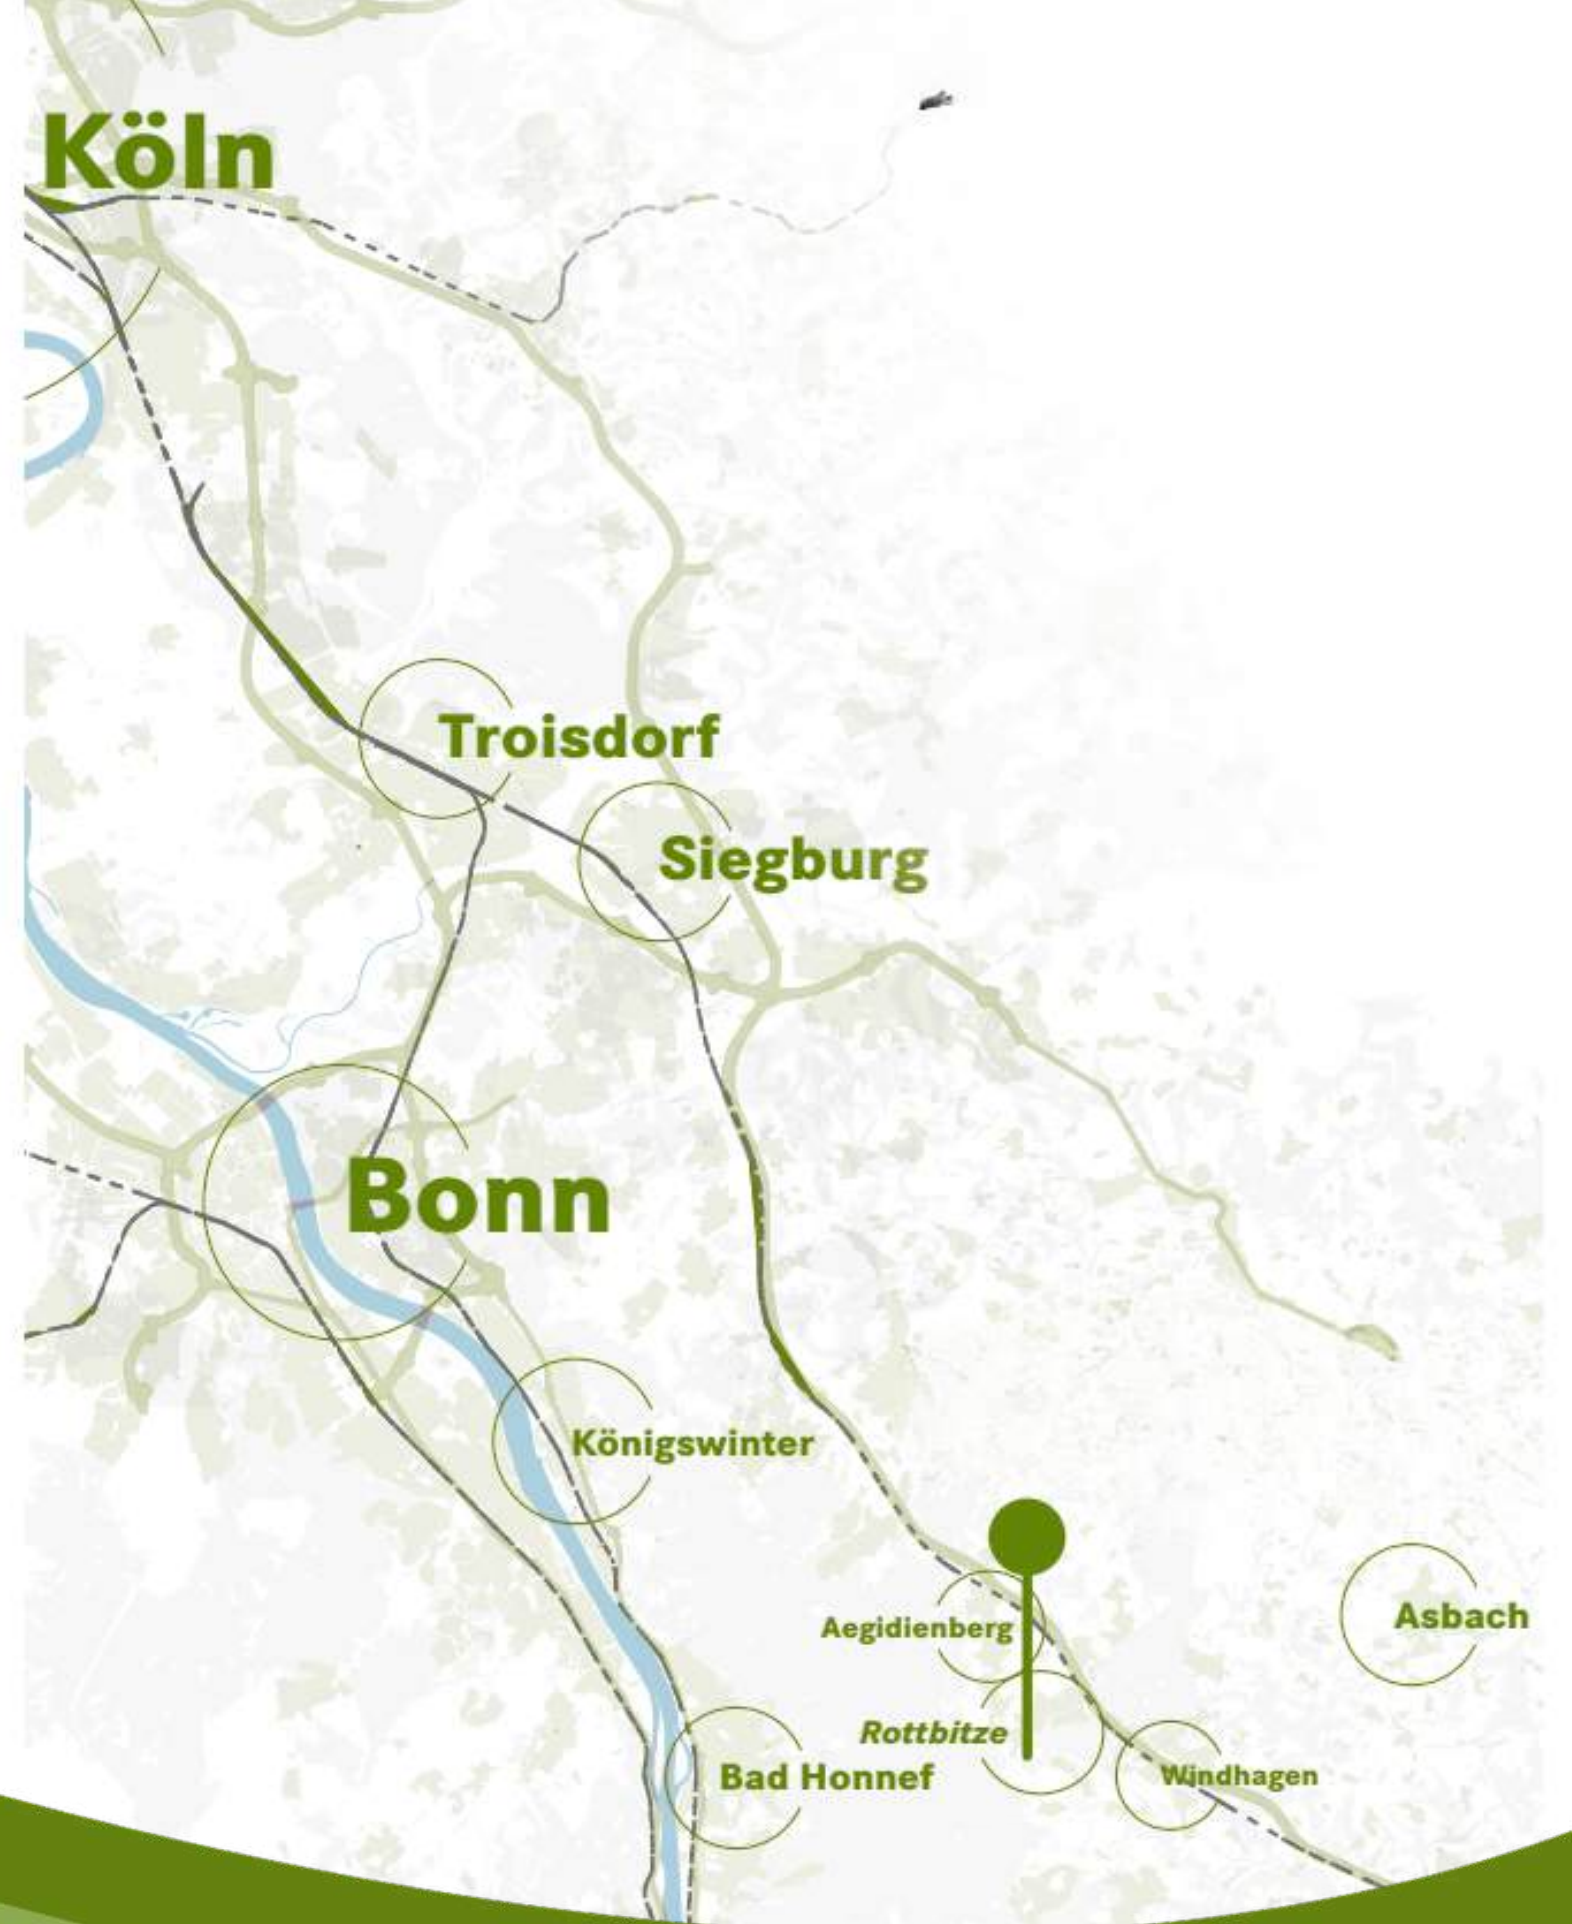 Köln
Troisdorf
Siegburg
Bonn
Königswinter
Aegidienberg
Asbach
Rottbitze
Bad Honnef
Windhagen